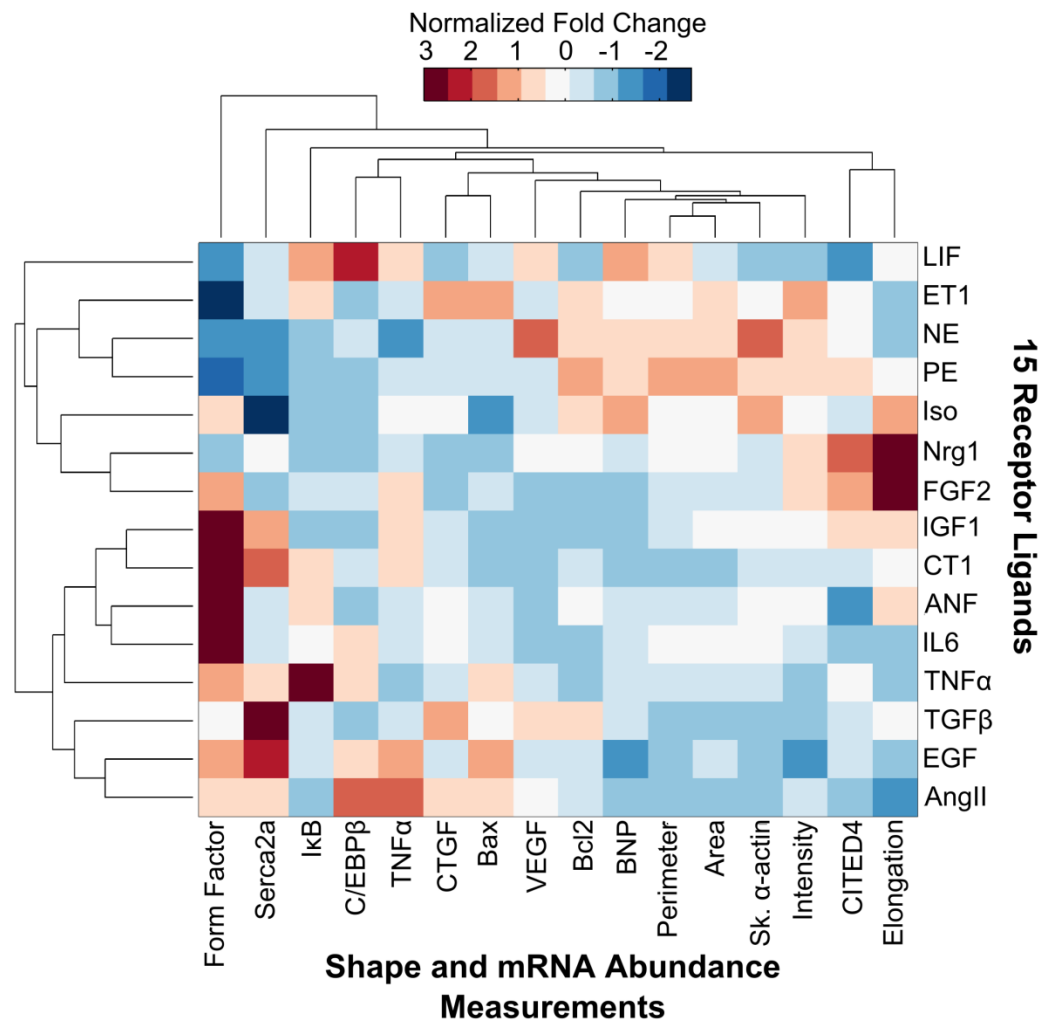 Normalized Fold Change
3 2 1 0 -1 -2
LIF
ET1
NE
PE
Iso
Nrg1
FGF2
IGF1
CT1
ANF
IL6
TNFα
TGFβ
EGF
AngII
15 Receptor Ligands
Form Factor
Serca2a
IκB
C/EBPβ
TNFα
CTGF
Bax
VEGF
Bcl2
BNP
Perimeter
Area
Sk. α-actin
Intensity
CITED4
Elongation
Shape and mRNA Abundance
Measurements